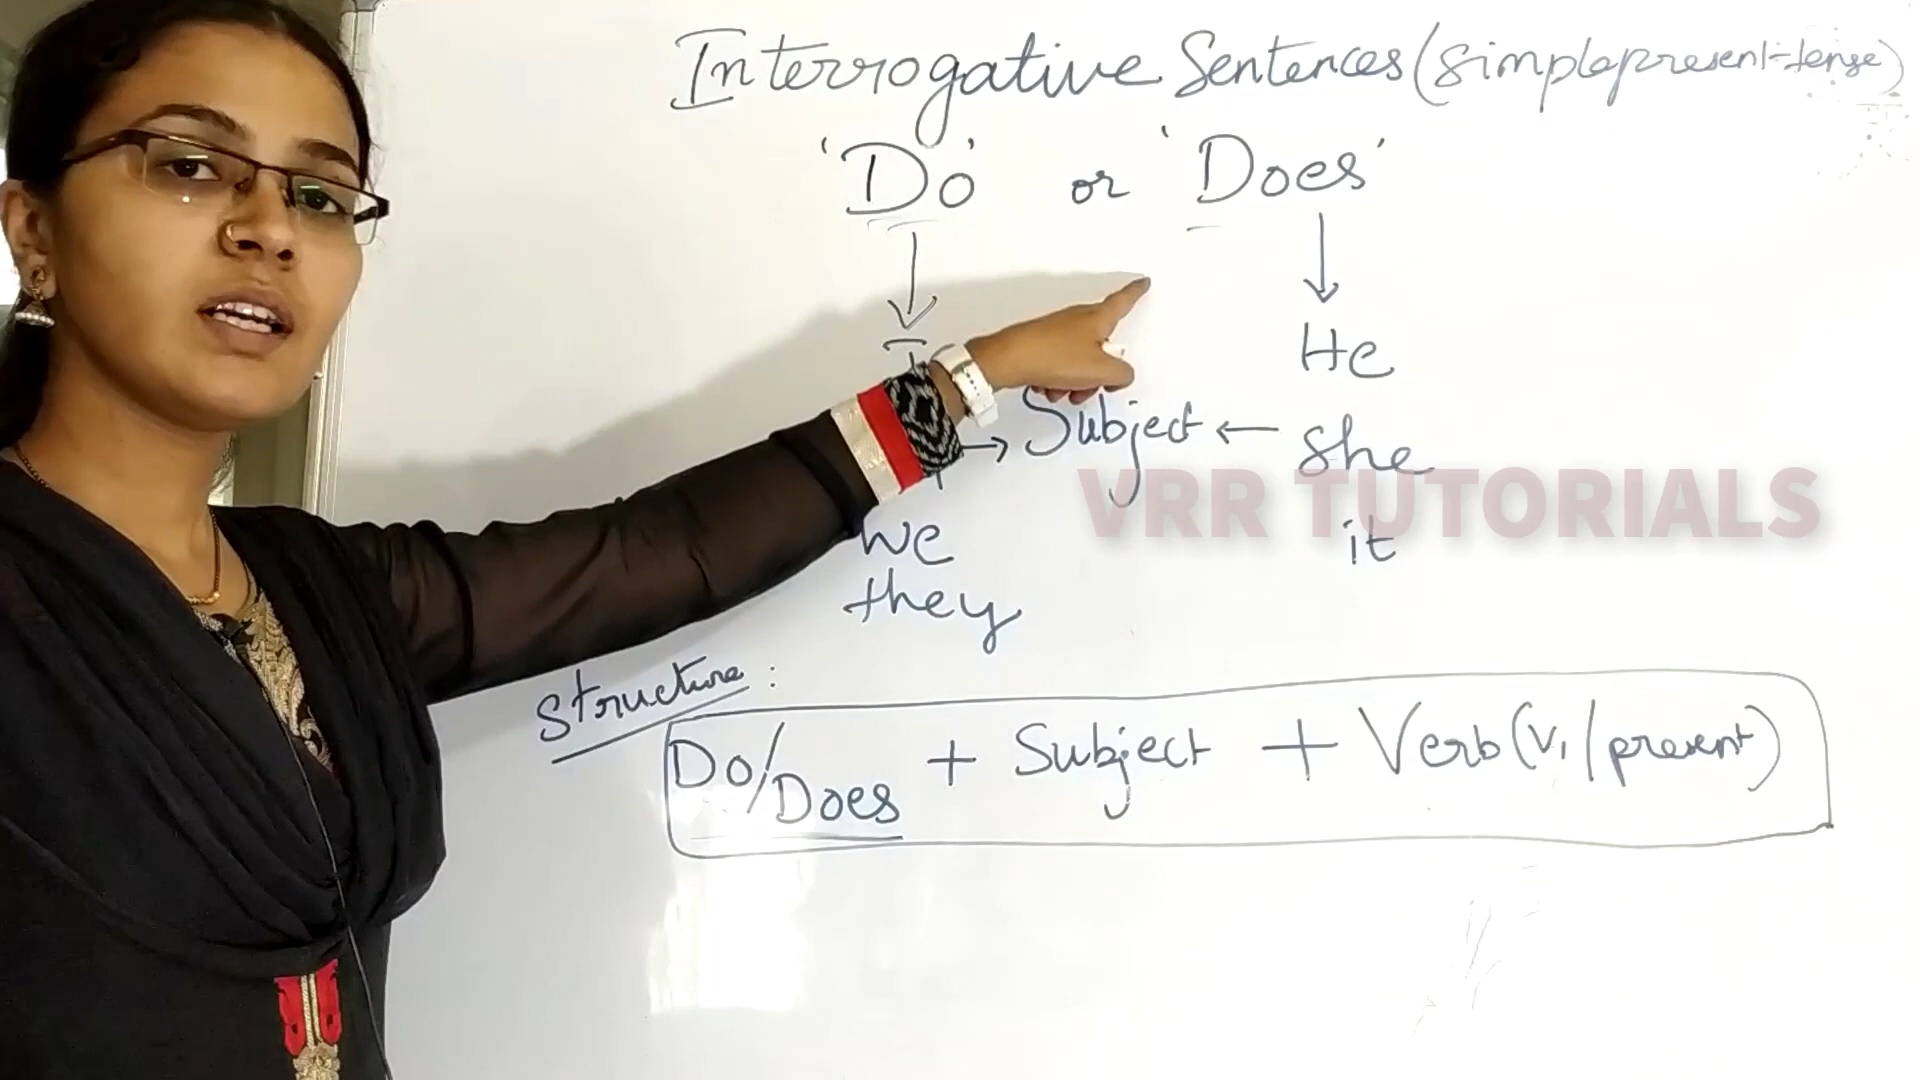 Interrogative Sentences (Simple present-tense)
'Do' or 'Does'
I He
→ Subject ← She
VRR TUTORIALS
we it
they
Structure :
Do/Does + Subject + Verb (V1 / present)